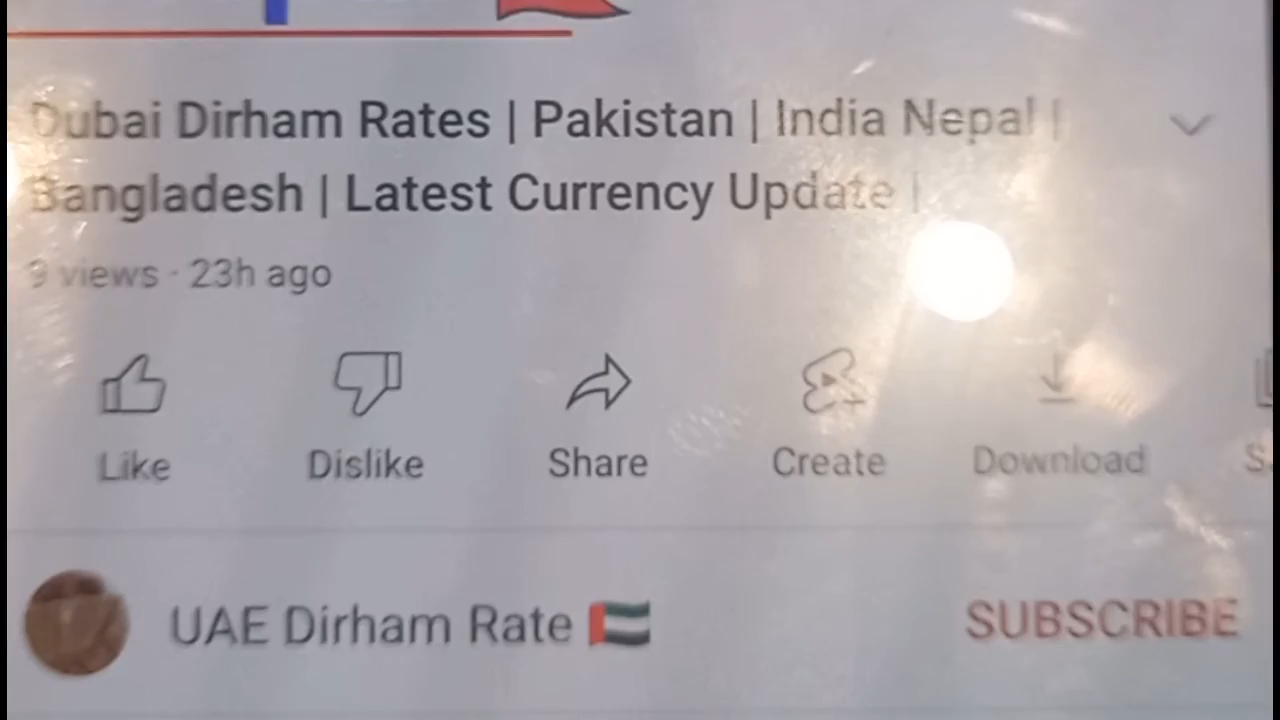 Dubai Dirham Rates | Pakistan | India Nepal |
Bangladesh | Latest Currency Update |
9 views · 23h ago
Like Dislike Share Create Download
UAE Dirham Rate 🇦🇪 SUBSCRIBE